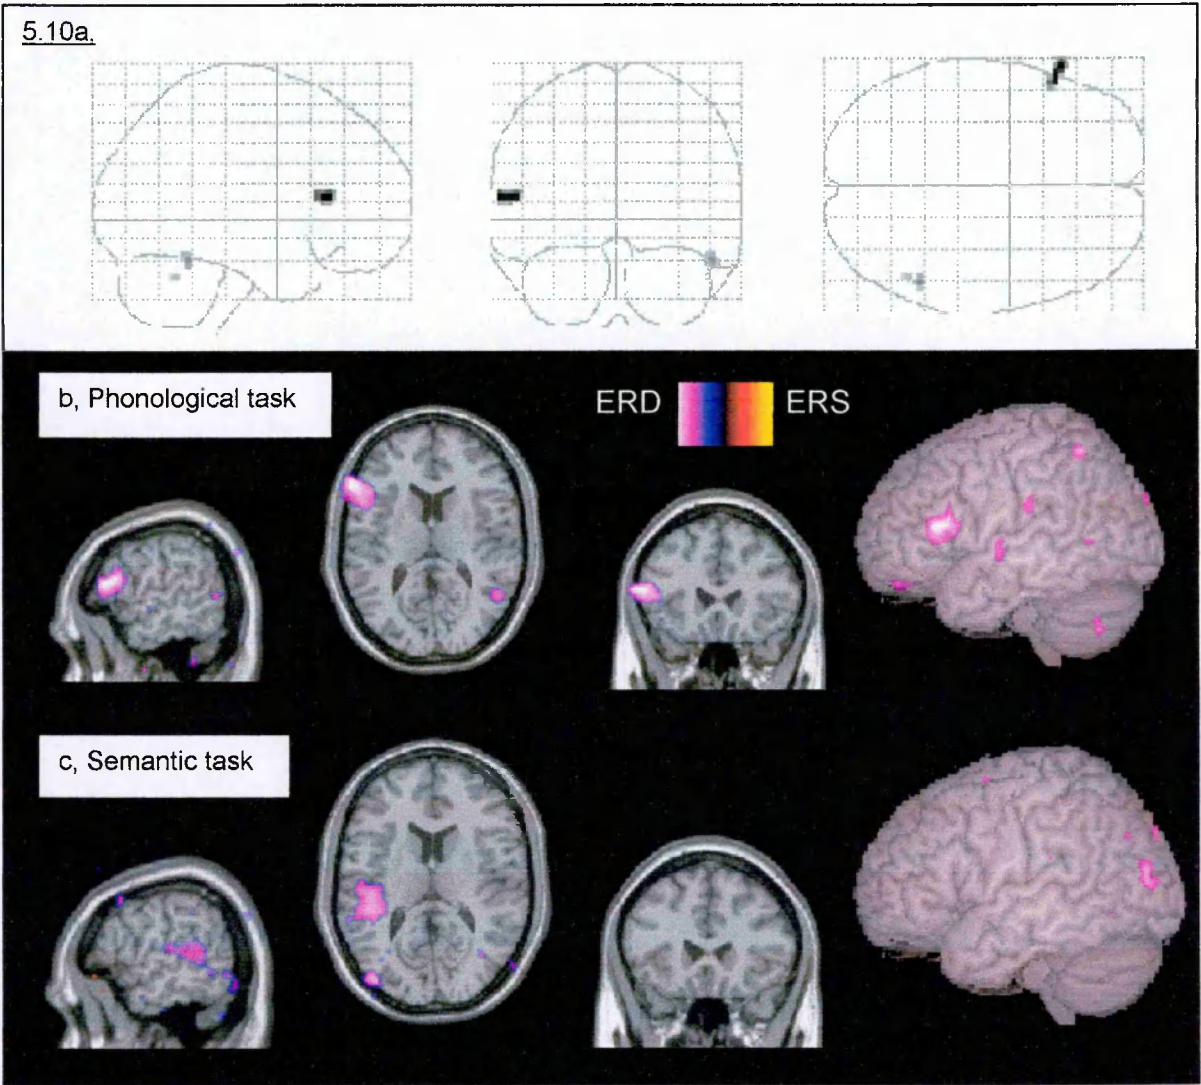 5.10a.
b, Phonological task
ERD ERS
c, Semantic task